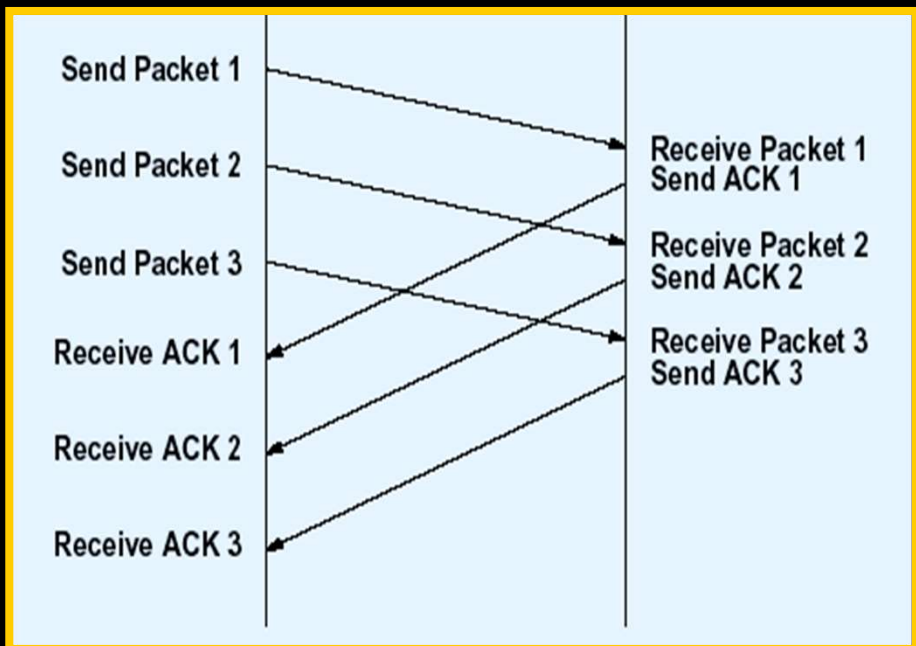 Send Packet 1
Send Packet 2
Send Packet 3
Receive ACK 1
Receive ACK 2
Receive ACK 3
Receive Packet 1
Send ACK 1
Receive Packet 2
Send ACK 2
Receive Packet 3
Send ACK 3